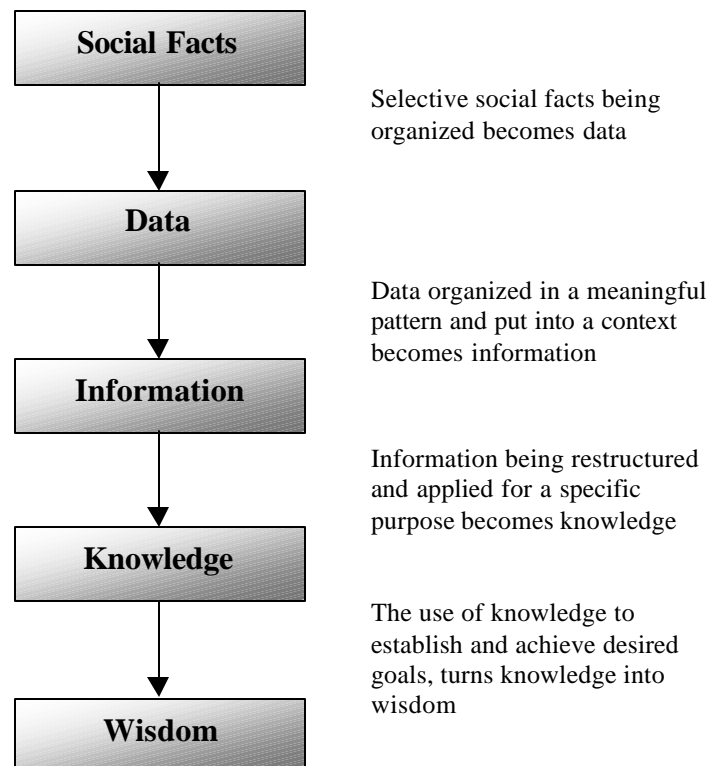 Social Facts
Selective social facts being
organized becomes data
Data
Data organized in a meaningful
pattern and put into a context
becomes information
Information
Information being restructured
and applied for a specific
purpose becomes knowledge
Knowledge
The use of knowledge to
establish and achieve desired
goals, turns knowledge into
wisdom
Wisdom